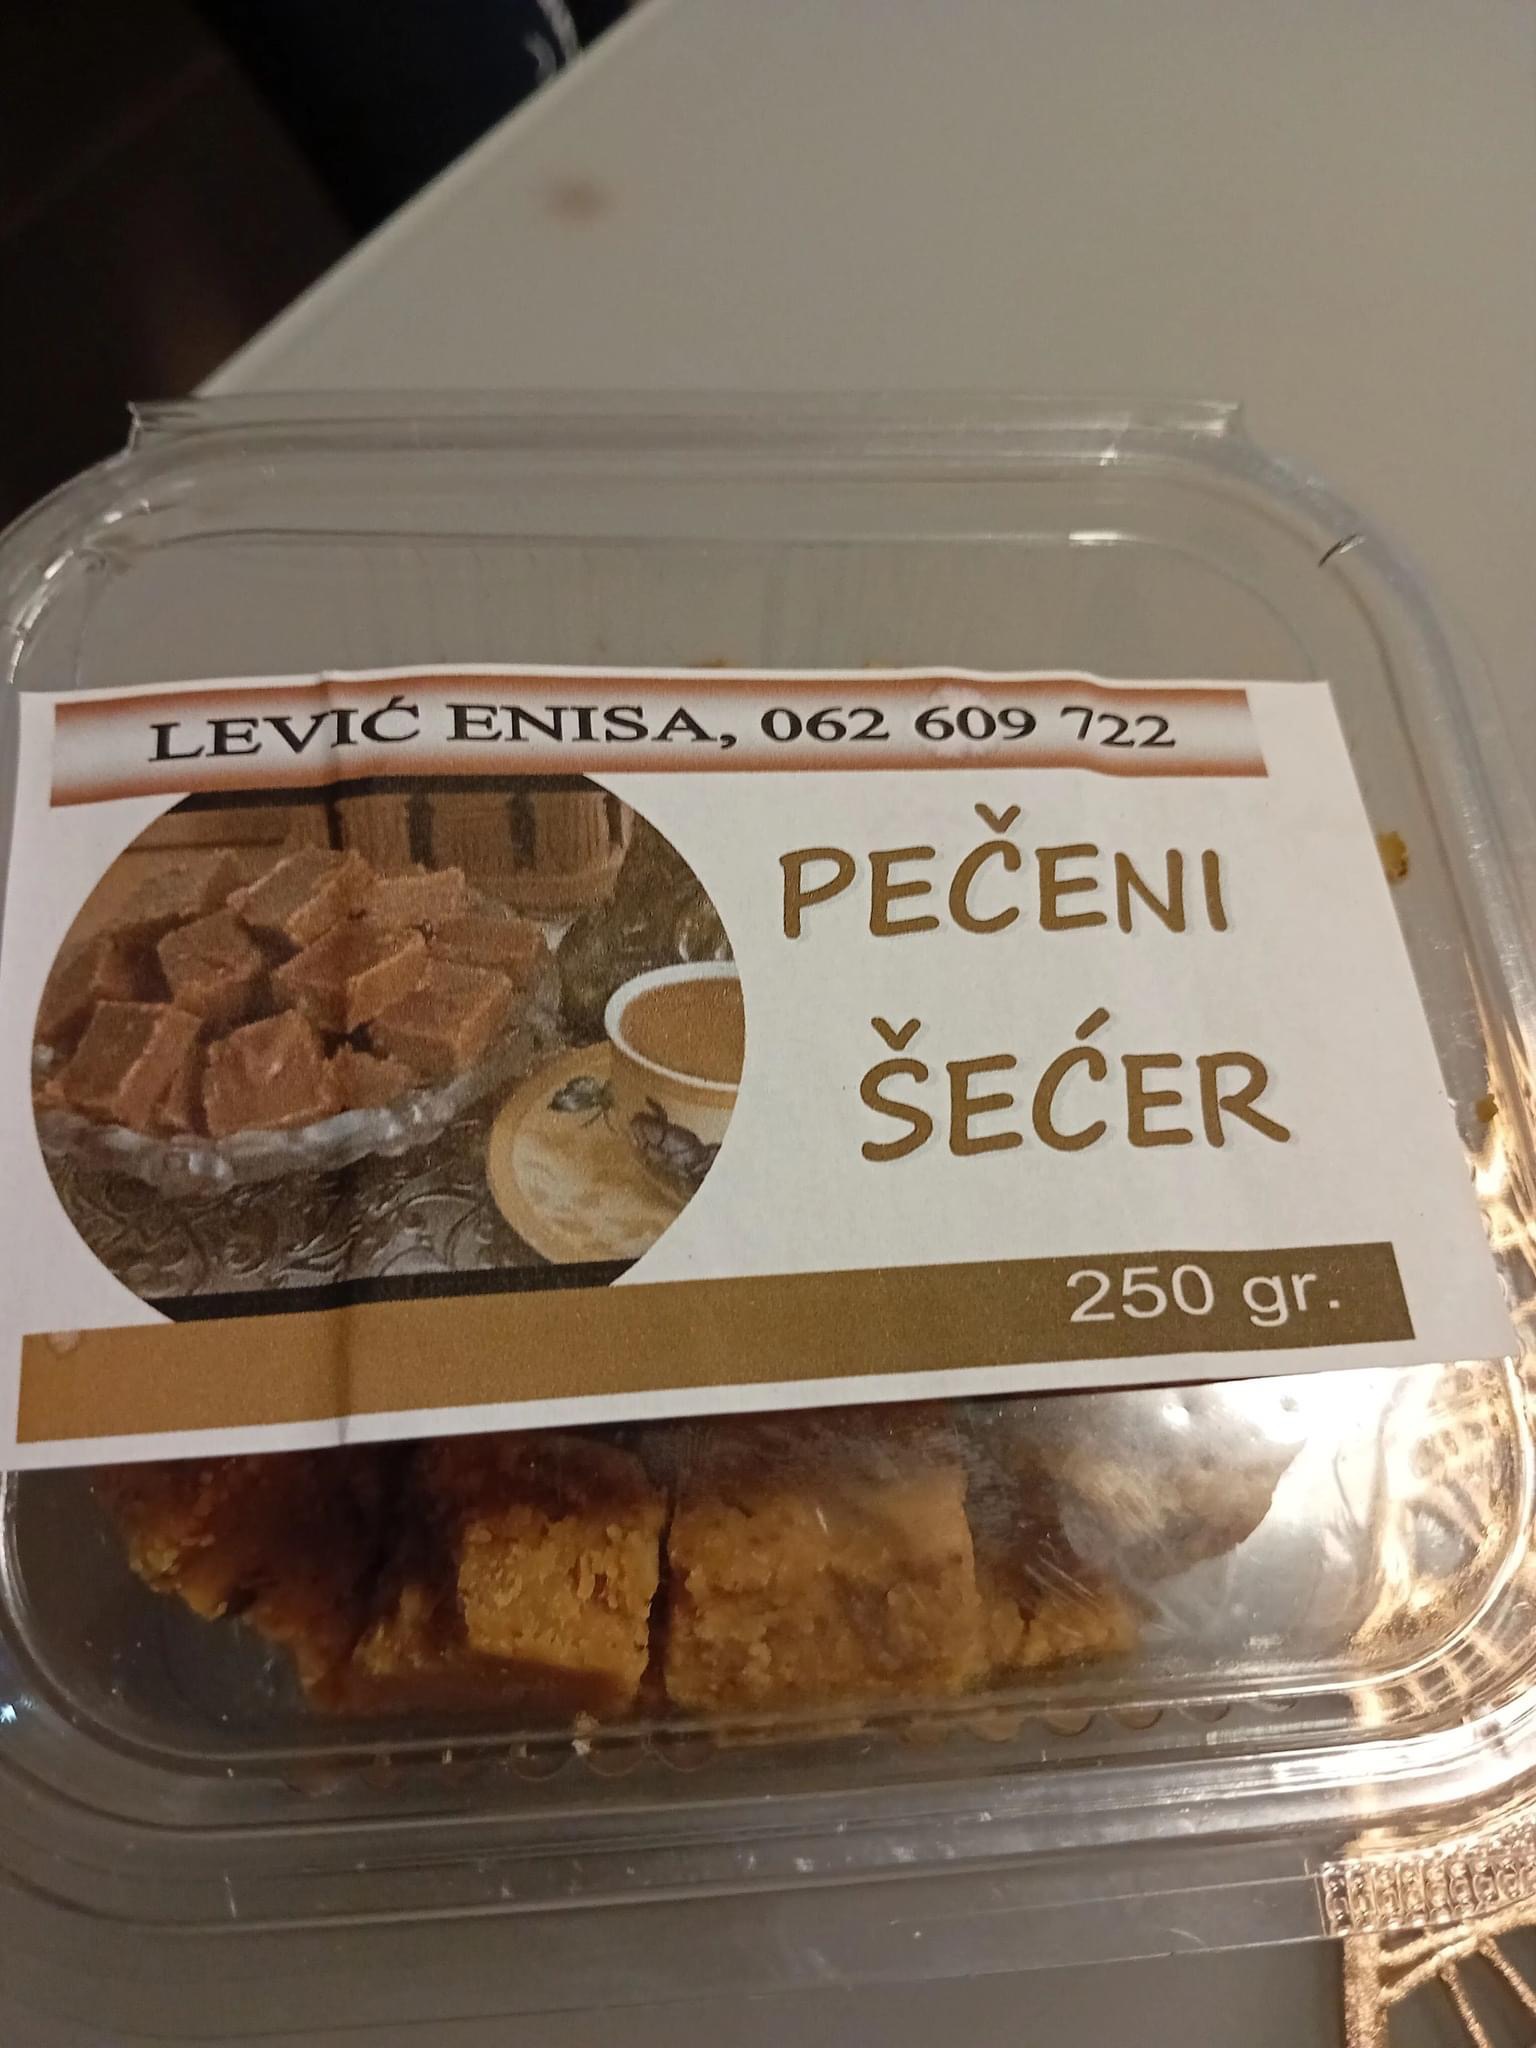 LEVIĆ ENISA, 062 609 722
PEČENI
ŠEĆER
250 gr.